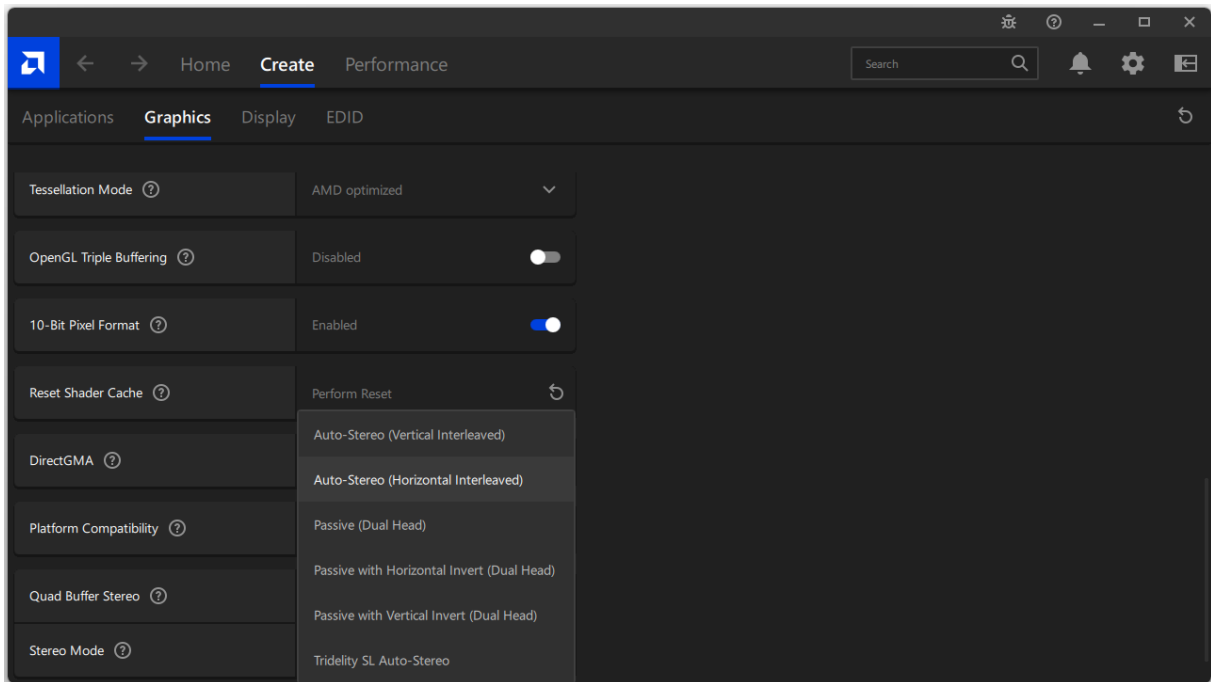 Home Create Performance Search
Applications Graphics Display EDID
Tessellation Mode AMD optimized
OpenGL Triple Buffering Disabled
10-Bit Pixel Format Enabled
Reset Shader Cache Perform Reset
Auto-Stereo (Vertical Interleaved)
DirectGMA
Auto-Stereo (Horizontal Interleaved)
Passive (Dual Head)
Platform Compatibility
Passive with Horizontal Invert (Dual Head)
Quad Buffer Stereo
Passive with Vertical Invert (Dual Head)
Stereo Mode
Tridelity SL Auto-Stereo